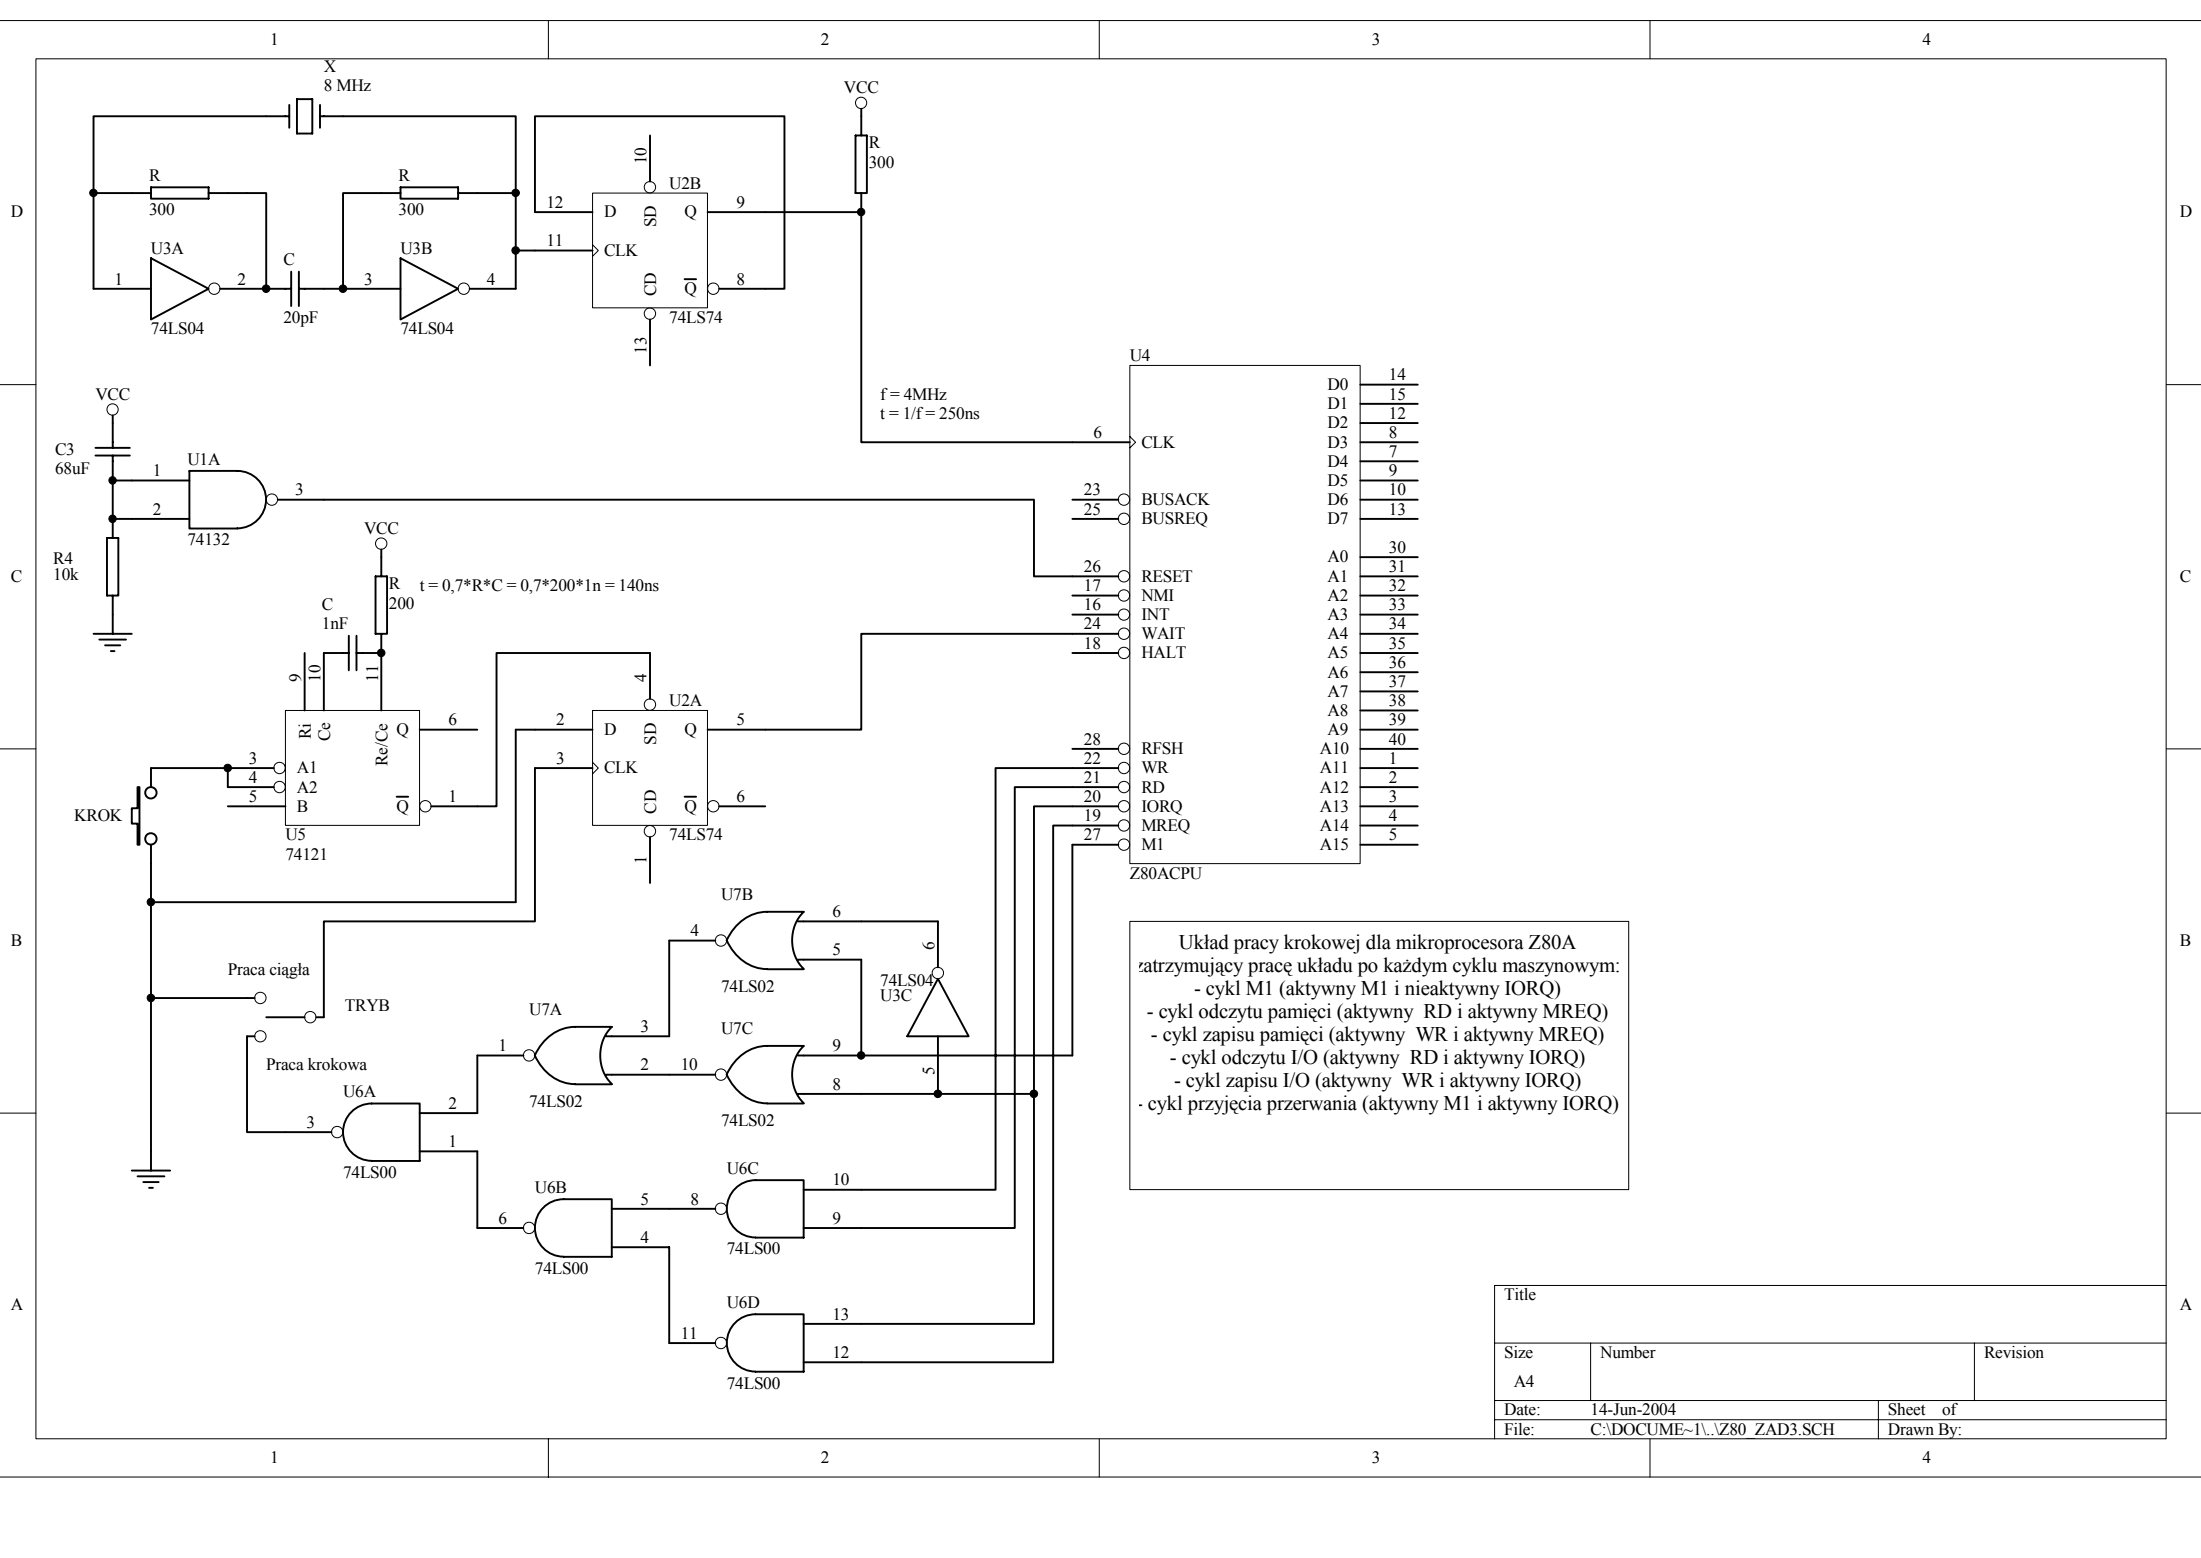 1 2 3 4
X
8 MHz
VCC
R
300
R
300
R
300
D
D
10
U2B
12 D SD Q 9
11 CLK
CD Q 8
74LS74
13
U3A
1 2
74LS04
C
20pF
U3B
3 4
74LS04
U4
f = 4MHz
t = 1/f = 250ns
6 CLK
23 BUSACK
25 BUSREQ
26 RESET
17 NMI
16 INT
24 WAIT
18 HALT
28 RFSH
22 WR
21 RD
20 IORQ
19 MREQ
27 M1
D0 14
D1 15
D2 12
D3 8
D4 7
D5 9
D6 10
D7 13
A0 30
A1 31
A2 32
A3 33
A4 34
A5 35
A6 36
A7 37
A8 38
A9 39
A10 40
A11 1
A12 2
A13 3
A14 4
A15 5
Z80ACPU
VCC
C3
68uF
U1A
1
2
3
74132
R4
10k
C
C
VCC
R
200
t = 0,7*R*C = 0,7*200*1n = 140ns
C
1nF
9 10 11
Ri Ce Re/Ce Q 6
3 A1
4 A2
5 B Q 1
U5
74121
KROK
4
U2A
2 D SD Q 5
3 CLK
CD Q 6
74LS74
1
B
B
U7B
4 6
5
74LS02
6
74LS04
U3C
5
U7A
1 3
2
74LS02
U7C
10 9
8
74LS02
Praca ciągła
TRYB
Praca krokowa
U6A
3 2
1
74LS00
U6B
6 5
4
74LS00
U6C
8 10
9
74LS00
U6D
11 13
12
74LS00
Układ pracy krokowej dla mikroprocesora Z80A
zatrzymujący pracę układu po każdym cyklu maszynowym:
- cykl M1 (aktywny M1 i nieaktywny IORQ)
- cykl odczytu pamięci (aktywny RD i aktywny MREQ)
- cykl zapisu pamięci (aktywny WR i aktywny MREQ)
- cykl odczytu I/O (aktywny RD i aktywny IORQ)
- cykl zapisu I/O (aktywny WR i aktywny IORQ)
- cykl przyjęcia przerwania (aktywny M1 i aktywny IORQ)
A
A
Title
Size Number Revision
A4
Date: 14-Jun-2004 Sheet of
File: C:\DOCUME~1\..\Z80_ZAD3.SCH Drawn By:
1 2 3 4